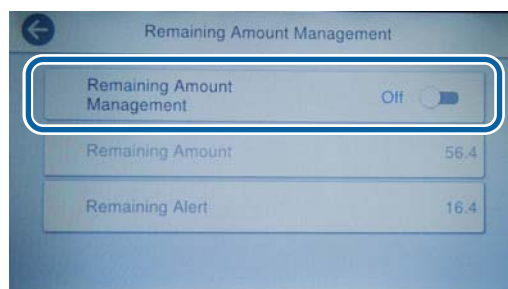 Remaining Amount Management
Remaining Amount
Management
Off
Remaining Amount
56.4
Remaining Alert
16.4